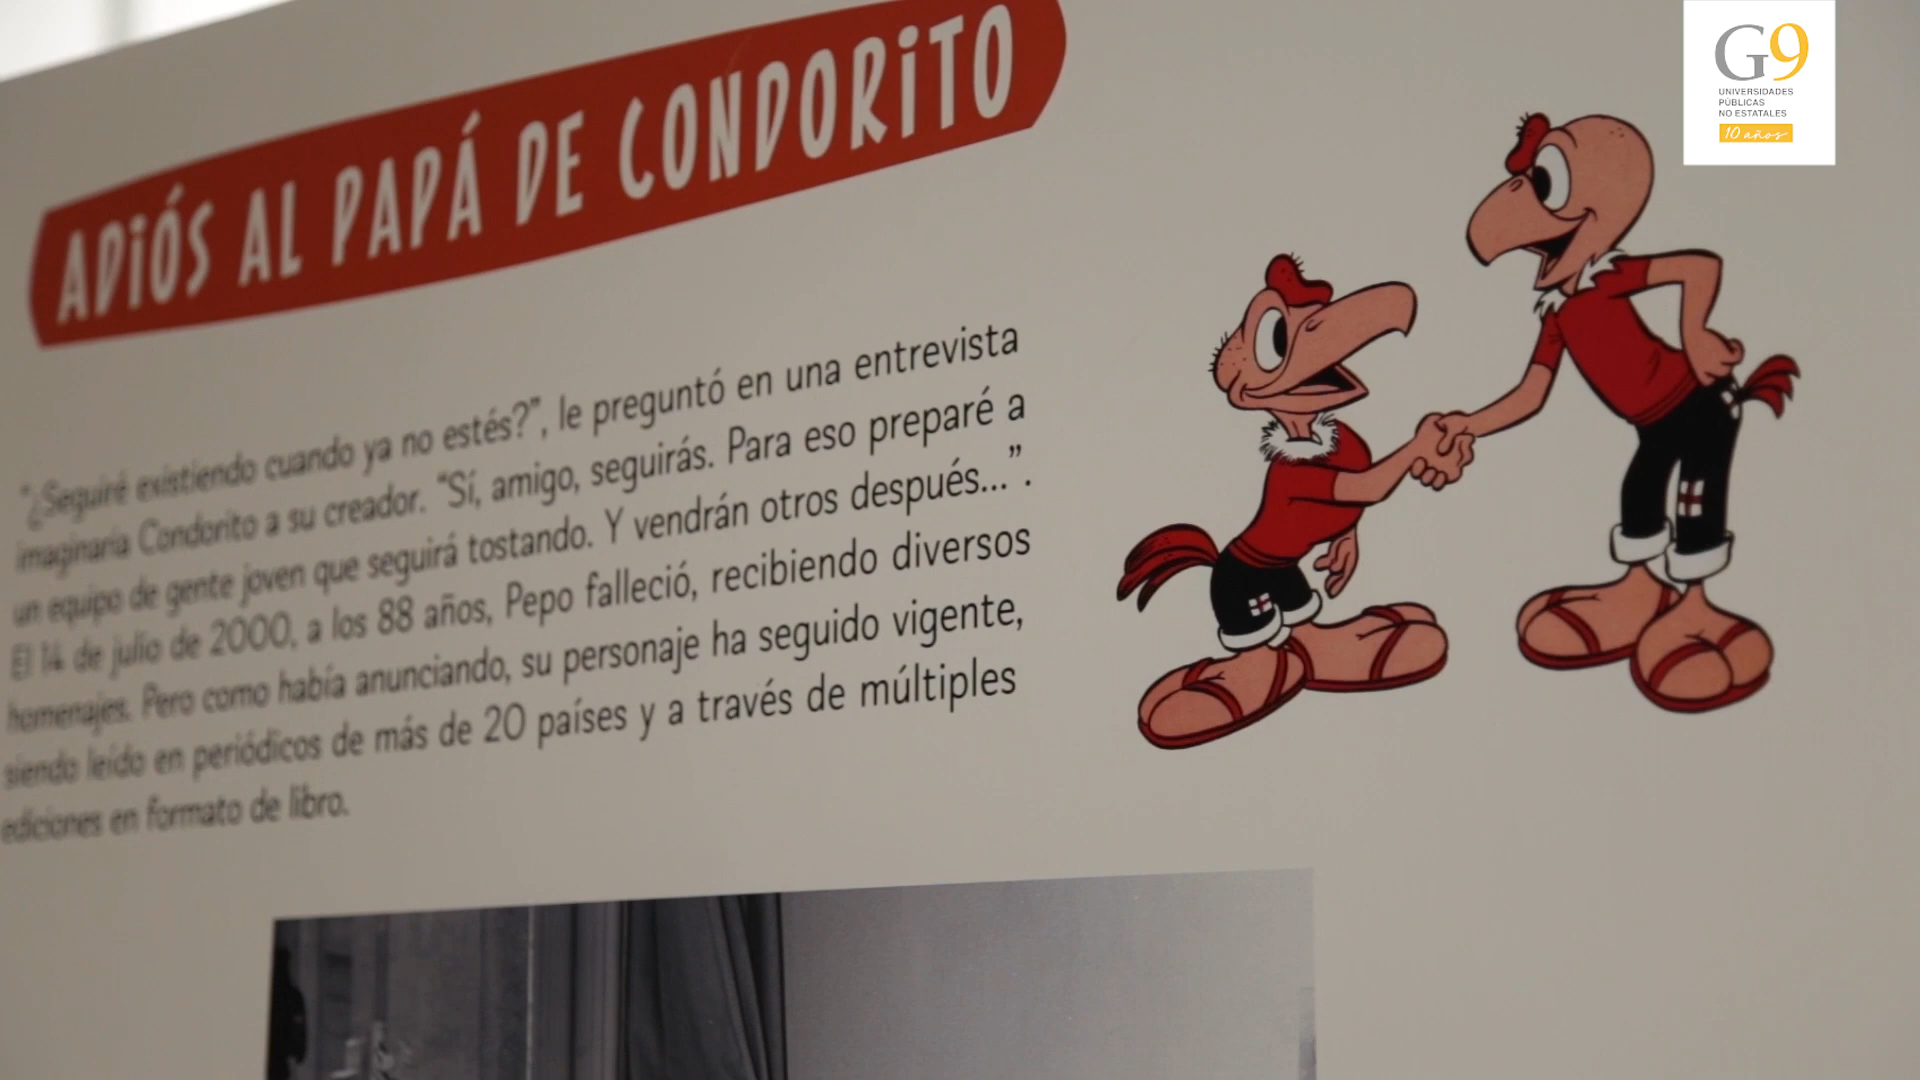 ADiÓS AL PAPÁ DE CONDORiTO
"¿Seguiré existiendo cuando ya no estés?", le preguntó en una entrevista
imaginaria Condorito a su creador. "Sí, amigo, seguirás. Para eso preparé a
un equipo de gente joven que seguirá tostando. Y vendrán otros después...".
El 14 de julio de 2000, a los 88 años, Pepo falleció, recibiendo diversos
homenajes. Pero como había anunciando, su personaje ha seguido vigente,
siendo leído en periódicos de más de 20 países y a través de múltiples
ediciones en formato de libro.
G9
UNIVERSIDADES
PÚBLICAS
NO ESTATALES
10 años